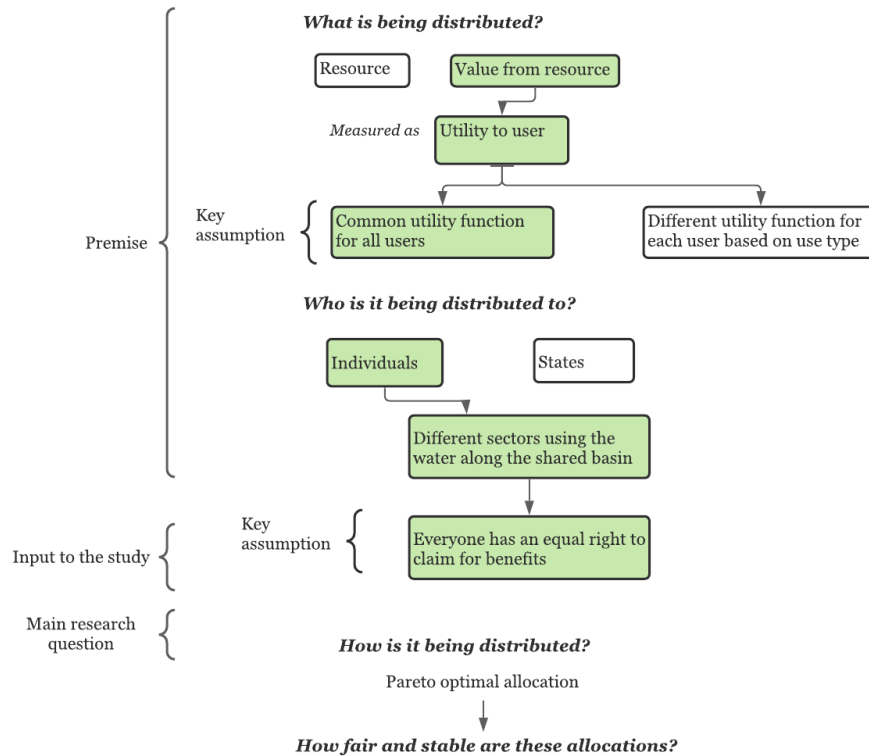 What is being distributed?
Resource
Value from resource
Measured as
Utility to user
Key
assumption
Common utility function
for all users
Different utility function for
each user based on use type
Premise
Who is it being distributed to?
Individuals
States
Different sectors using the
water along the shared basin
Key
assumption
Everyone has an equal right to
claim for benefits
Input to the study
Main research
question
How is it being distributed?
Pareto optimal allocation
How fair and stable are these allocations?